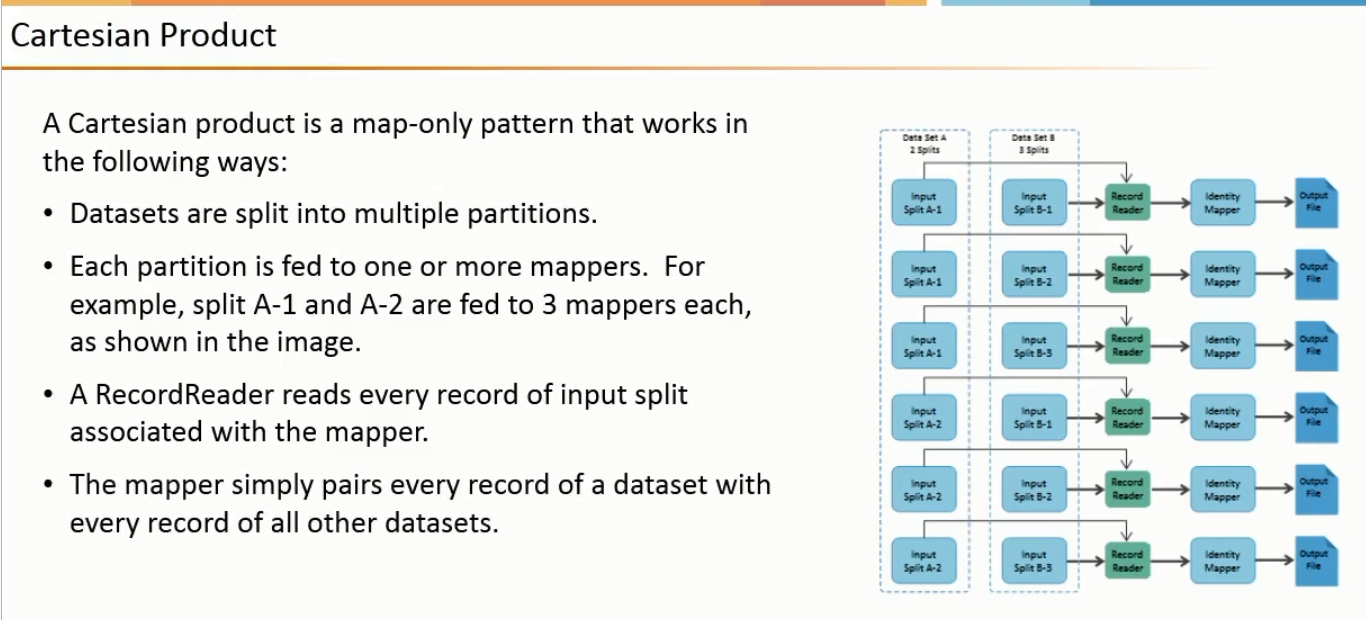 Cartesian Product
A Cartesian product is a map-only pattern that works in
the following ways:
• Datasets are split into multiple partitions.
• Each partition is fed to one or more mappers.  For
example, split A-1 and A-2 are fed to 3 mappers each,
as shown in the image.
• A RecordReader reads every record of input split
associated with the mapper.
• The mapper simply pairs every record of a dataset with
every record of all other datasets.
Data Set A
2 Splits
Data Set B
3 Splits
Input
Split A-1
Input
Split B-1
Record
Reader
Identity
Mapper
Output
File
Input
Split A-1
Input
Split B-2
Record
Reader
Identity
Mapper
Output
File
Input
Split A-1
Input
Split B-3
Record
Reader
Identity
Mapper
Output
File
Input
Split A-2
Input
Split B-1
Record
Reader
Identity
Mapper
Output
File
Input
Split A-2
Input
Split B-2
Record
Reader
Identity
Mapper
Output
File
Input
Split A-2
Input
Split B-3
Record
Reader
Identity
Mapper
Output
File